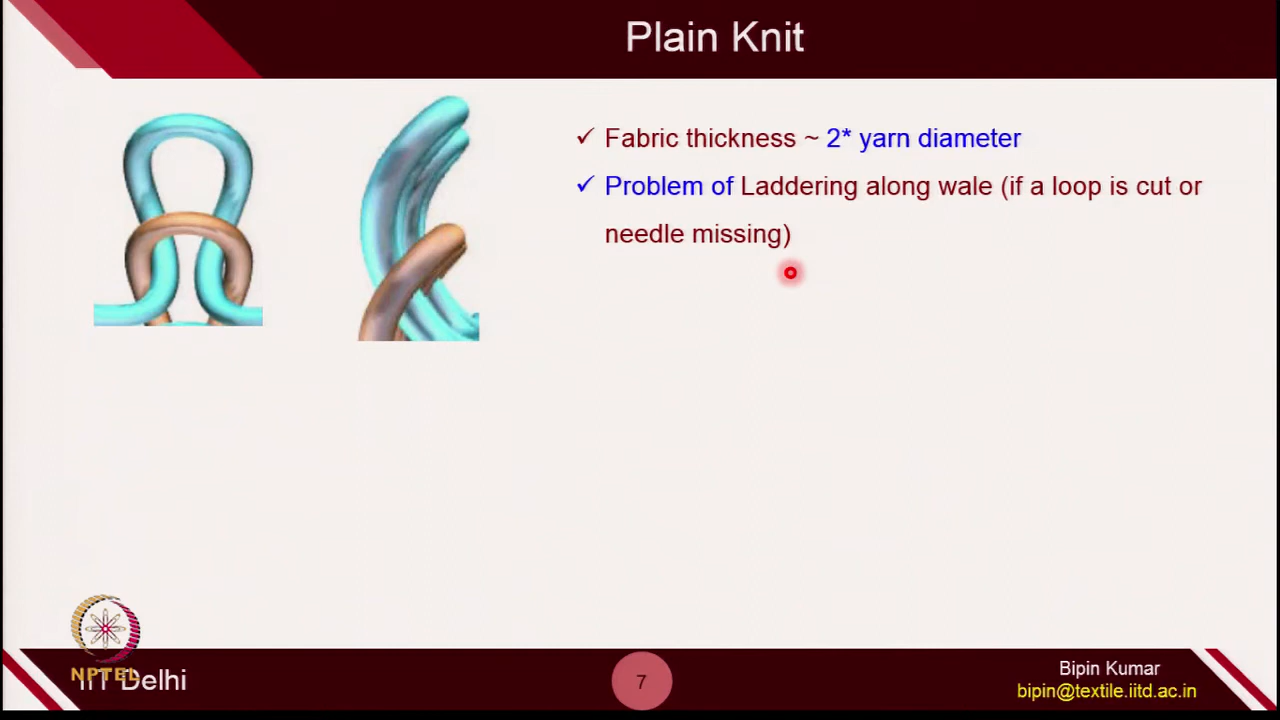 Plain Knit
✓ Fabric thickness ~ 2* yarn diameter
✓ Problem of Laddering along wale (if a loop is cut or
needle missing)
NPTEL
IIT Delhi
7
Bipin Kumar
bipin@textile.iitd.ac.in